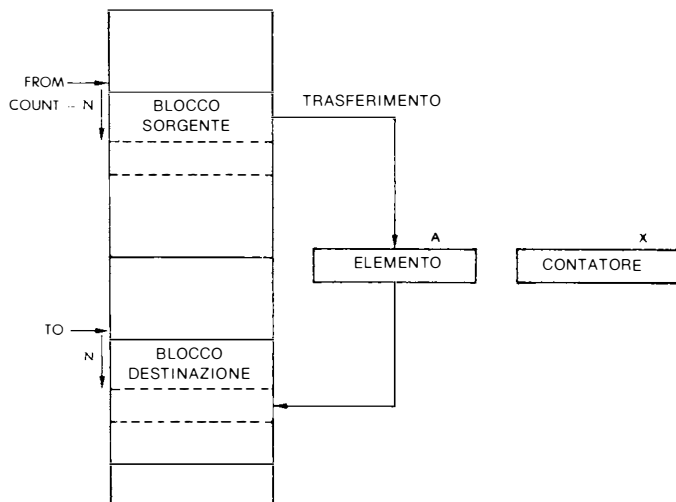 FROM
COUNT - N
BLOCCO
SORGENTE
TRASFERIMENTO
A
ELEMENTO
X
CONTATORE
TO
N
BLOCCO
DESTINAZIONE